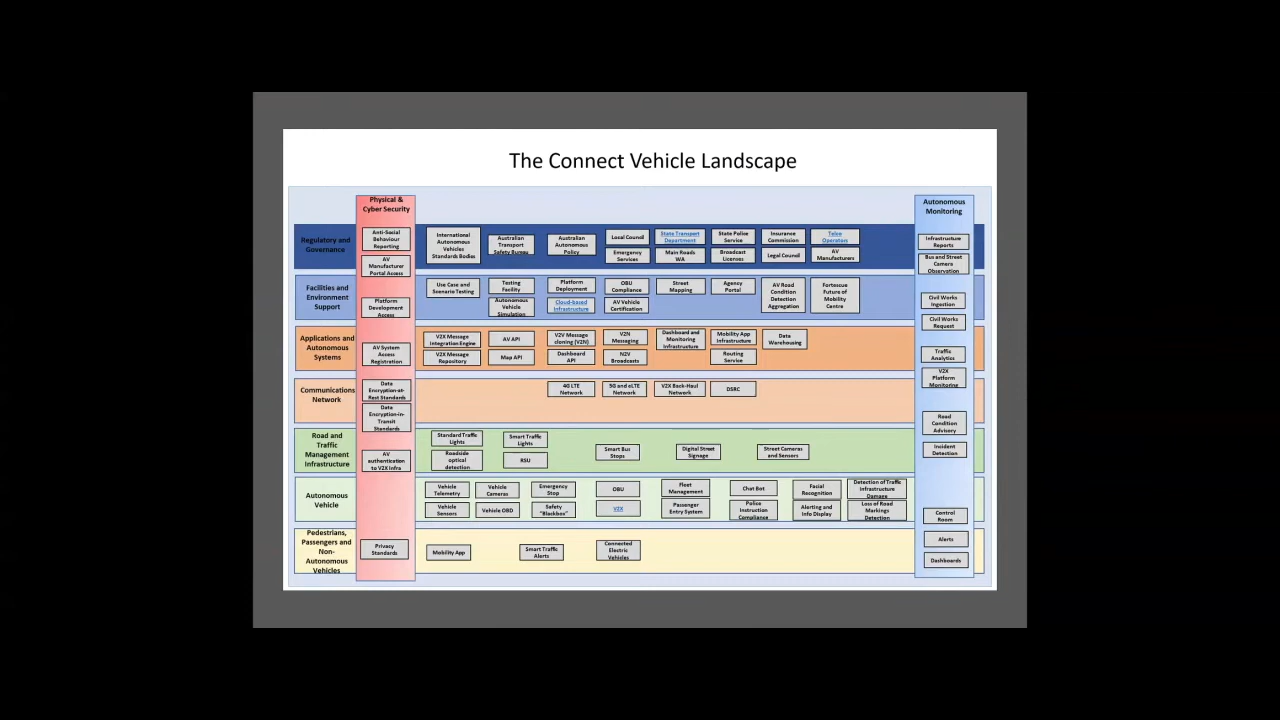 The Connect Vehicle Landscape
Physical &
Cyber Security
Autonomous
Monitoring
Regulatory and
Governance
Anti-Social
Behaviour
Reporting
AV
Manufacturer
Portal Access
International
Autonomous
Vehicles
Standards Bodies
Australian
Transport
Safety Bureau
Australian
Autonomous
Policy
Local Council
Emergency
Services
State Transport
Department
Main Roads
WA
State Police
Service
Broadcast
Licenses
Insurance
Commission
Legal Council
Telco
Operators
AV
Manufacturers
Infrastructure
Reports
Bus and Street
Camera
Observation
Facilities and
Environment
Support
Platform
Development
Access
Use Case and
Scenario Testing
Testing
Facility
Autonomous
Vehicle
Simulation
Platform
Deployment
Cloud-based
Infrastructure
OBU
Compliance
AV Vehicle
Certification
Street
Mapping
Agency
Portal
AV Road
Condition
Detection
Aggregation
Fortescue
Future of
Mobility
Centre
Civil Works
Ingestion
Civil Works
Request
Applications and
Autonomous
Systems
AV System
Access
Registration
V2X Message
Integration Engine
V2X Message
Repository
AV API
Map API
V2V Message
cloning (V2N)
Dashboard
API
V2N
Messaging
N2V
Broadcasts
Dashboard and
Monitoring
Infrastructure
Mobility App
Infrastructure
Routing
Service
Data
Warehousing
Traffic
Analytics
V2X
Platform
Monitoring
Communications
Network
Data
Encryption-at-
Rest Standards
Data
Encryption-in-
Transit
Standards
4G LTE
Network
5G and eLTE
Network
V2X Back-Haul
Network
DSRC
Road
Condition
Advisory
Road and
Traffic
Management
Infrastructure
AV
authentication
to V2X Infra
Standard Traffic
Lights
Roadside
optical
detection
Smart Traffic
Lights
RSU
Smart Bus
Stops
Digital Street
Signage
Street Cameras
and Sensors
Incident
Detection
Autonomous
Vehicle
Vehicle
Telemetry
Vehicle
Sensors
Vehicle
Cameras
Vehicle OBD
Emergency
Stop
Safety
"Blackbox"
OBU
V2X
Fleet
Management
Passenger
Entry System
Chat Bot
Police
Instruction
Compliance
Facial
Recognition
Alerting and
Info Display
Detection of Traffic
Infrastructure
Damage
Loss of Road
Markings
Detection
Control
Room
Pedestrians,
Passengers and
Non-
Autonomous
Vehicles
Privacy
Standards
Mobility App
Smart Traffic
Alerts
Connected
Electric
Vehicles
Alerts
Dashboards